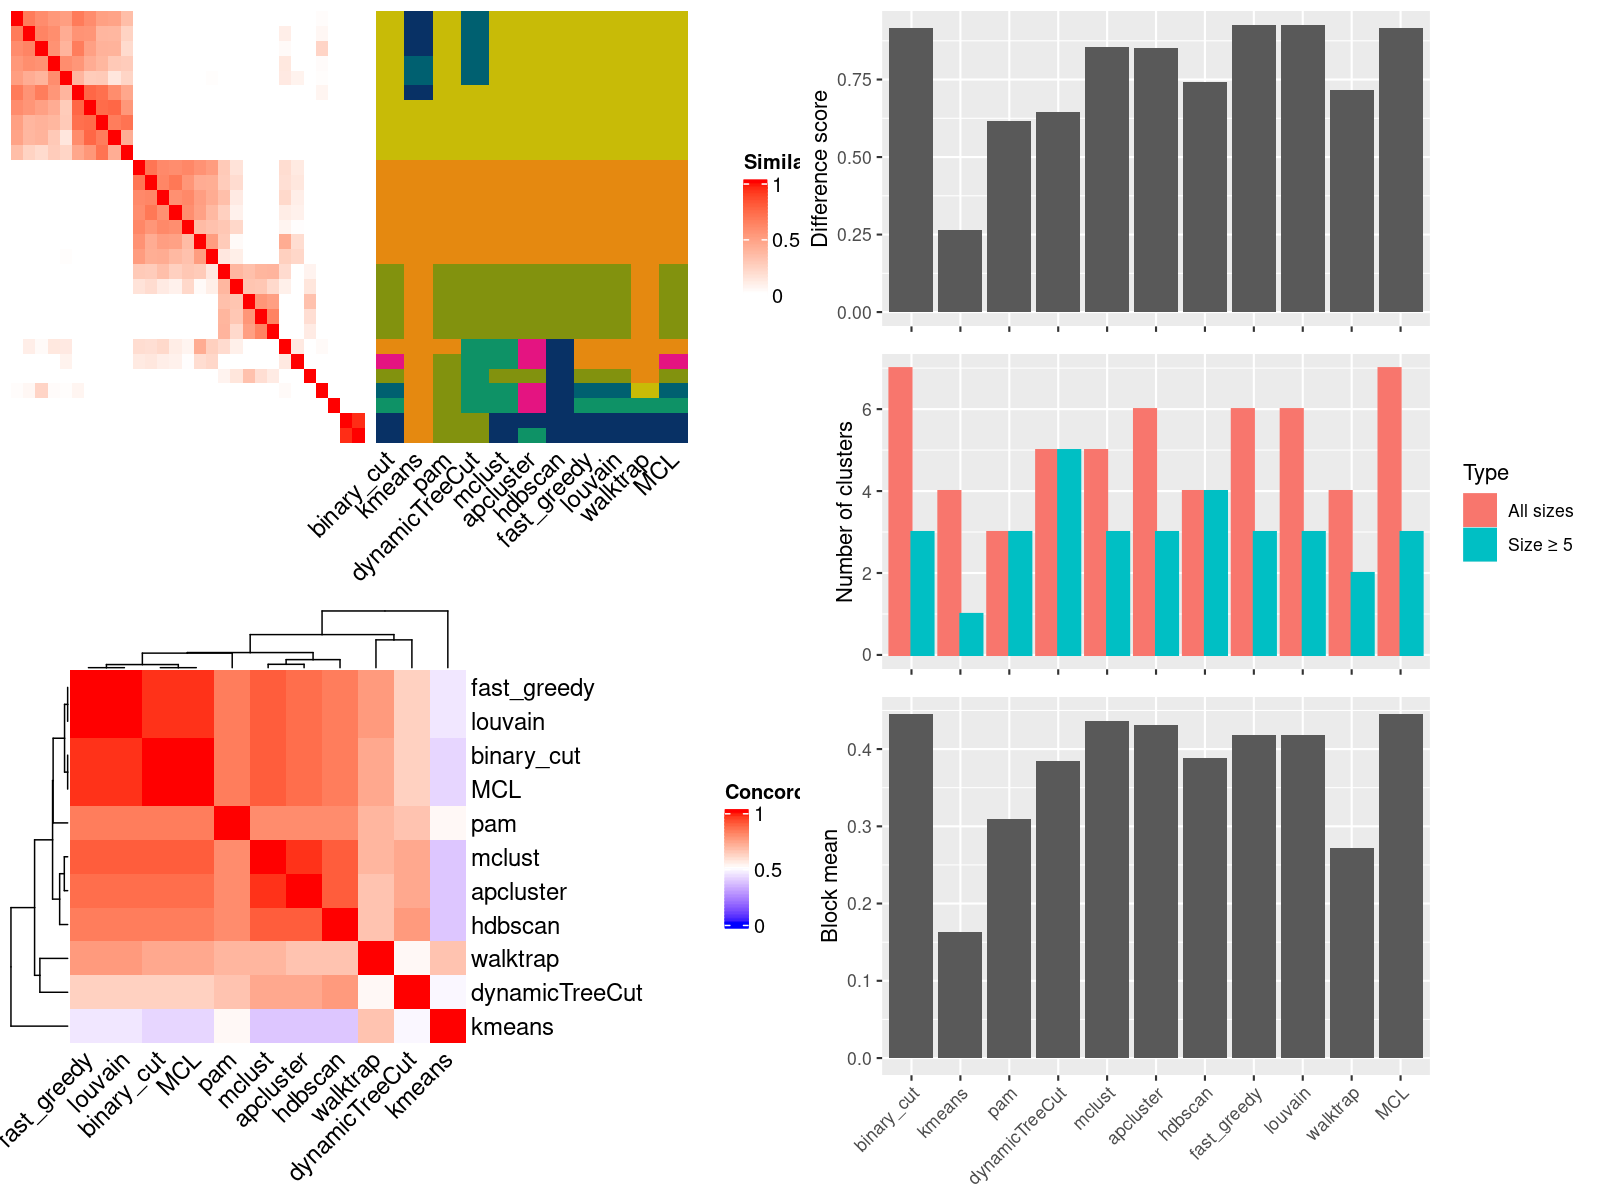 Simila
1
0.5
0
binary_cut
kmeans
pam
dynamicTreeCut
mclust
apcluster
hdbscan
fast_greedy
louvain
walktrap
MCL
fast_greedy
louvain
binary_cut
MCL
pam
mclust
apcluster
hdbscan
walktrap
dynamicTreeCut
kmeans
fast_greedy
louvain
binary_cut
MCL
pam
mclust
apcluster
hdbscan
walktrap
dynamicTreeCut
kmeans
Concord
1
0.5
0
Difference score
0.75
0.50
0.25
0.00
Number of clusters
6
4
2
0
Type
All sizes
Size ≥ 5
Block mean
0.4
0.3
0.2
0.1
0.0
binary_cut
kmeans
pam
dynamicTreeCut
mclust
apcluster
hdbscan
fast_greedy
louvain
walktrap
MCL